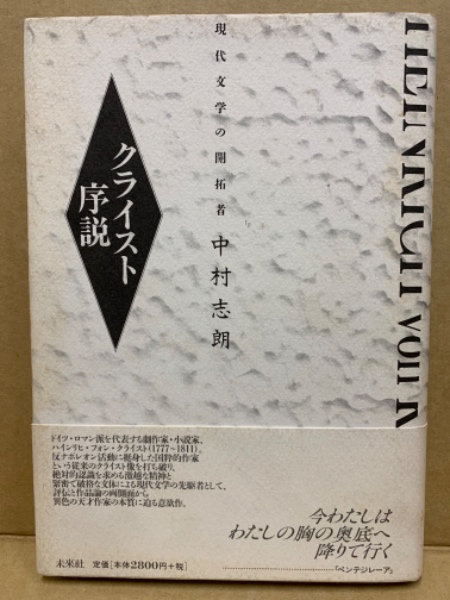 現代文学の開拓者
クライスト
序説
中村志朗
HEINRICH von K
ドイツ・ロマン派を代表する劇作家・小説家、
ハインリヒ・フォン・クライスト(1777〜1811)。
反ナポレオン活動に挺身した国粋的作家
という従来のクライスト像を打ち破り、
絶対的認識を求める激越な精神と
緊密で破格な文体による現代文学の先駆者として、
評伝と作品論の両側面から
異色の天才作家の本質に迫る意欲作。
今わたしは
わたしの胸の奥底へ
降りて行く
『ペンテジレーア』
未来社 定価[本体2800円+税]